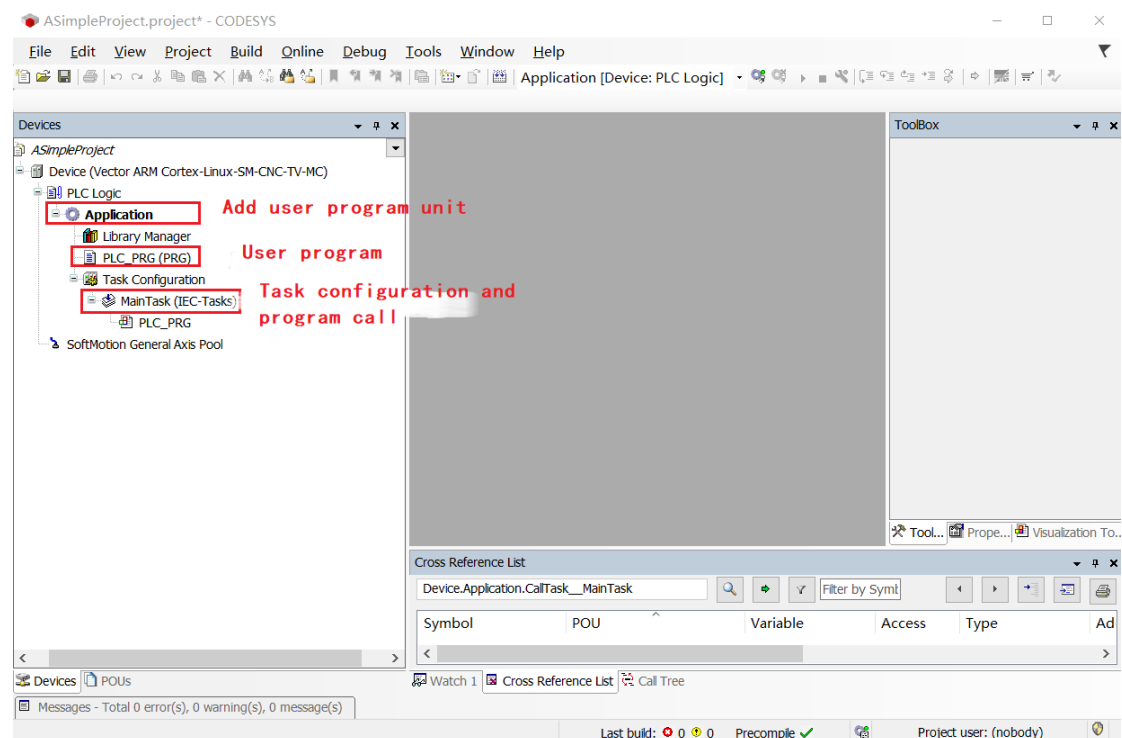 ASimpleProject.project* - CODESYS
File Edit View Project Build Online Debug Tools Window Help
Application [Device: PLC Logic]
Devices
ASimpleProject
Device (Vector ARM Cortex-Linux-SM-CNC-TV-MC)
PLC Logic
Application
Add user program unit
Library Manager
PLC_PRG (PRG)
User program
Task Configuration
MainTask (IEC-Tasks)
Task configuration and
program call
PLC_PRG
SoftMotion General Axis Pool
ToolBox
Tool... Prope... Visualization To...
Cross Reference List
Device.Application.CallTask__MainTask Filter by Symb
Symbol POU Variable Access Type Ad
Devices POUs
Watch 1 Cross Reference List Call Tree
Messages - Total 0 error(s), 0 warning(s), 0 message(s)
Last build: 0 0 Precompile Project user: (nobody)